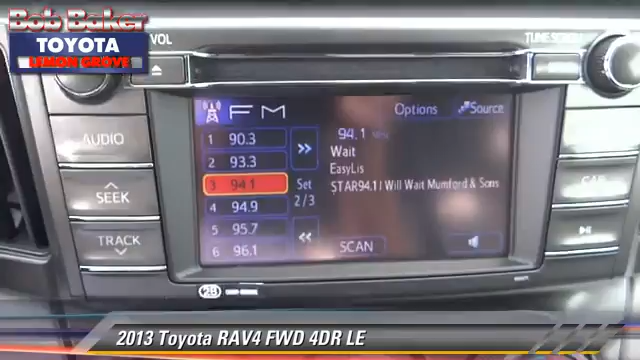 Bob Baker
TOYOTA
LEMON GROVE
VOL
TUNE·SCROLL
FM
Options
Source
1 90.3
2 93.3
3 94.1
4 94.9
5 95.7
6 96.1
Set
2/3
94.1 MHz
Wait
EasyLis
STAR94.1 I Will Wait Mumford & Sons
SCAN
AUDIO
SEEK
TRACK
CAR
2013 Toyota RAV4 FWD 4DR LE